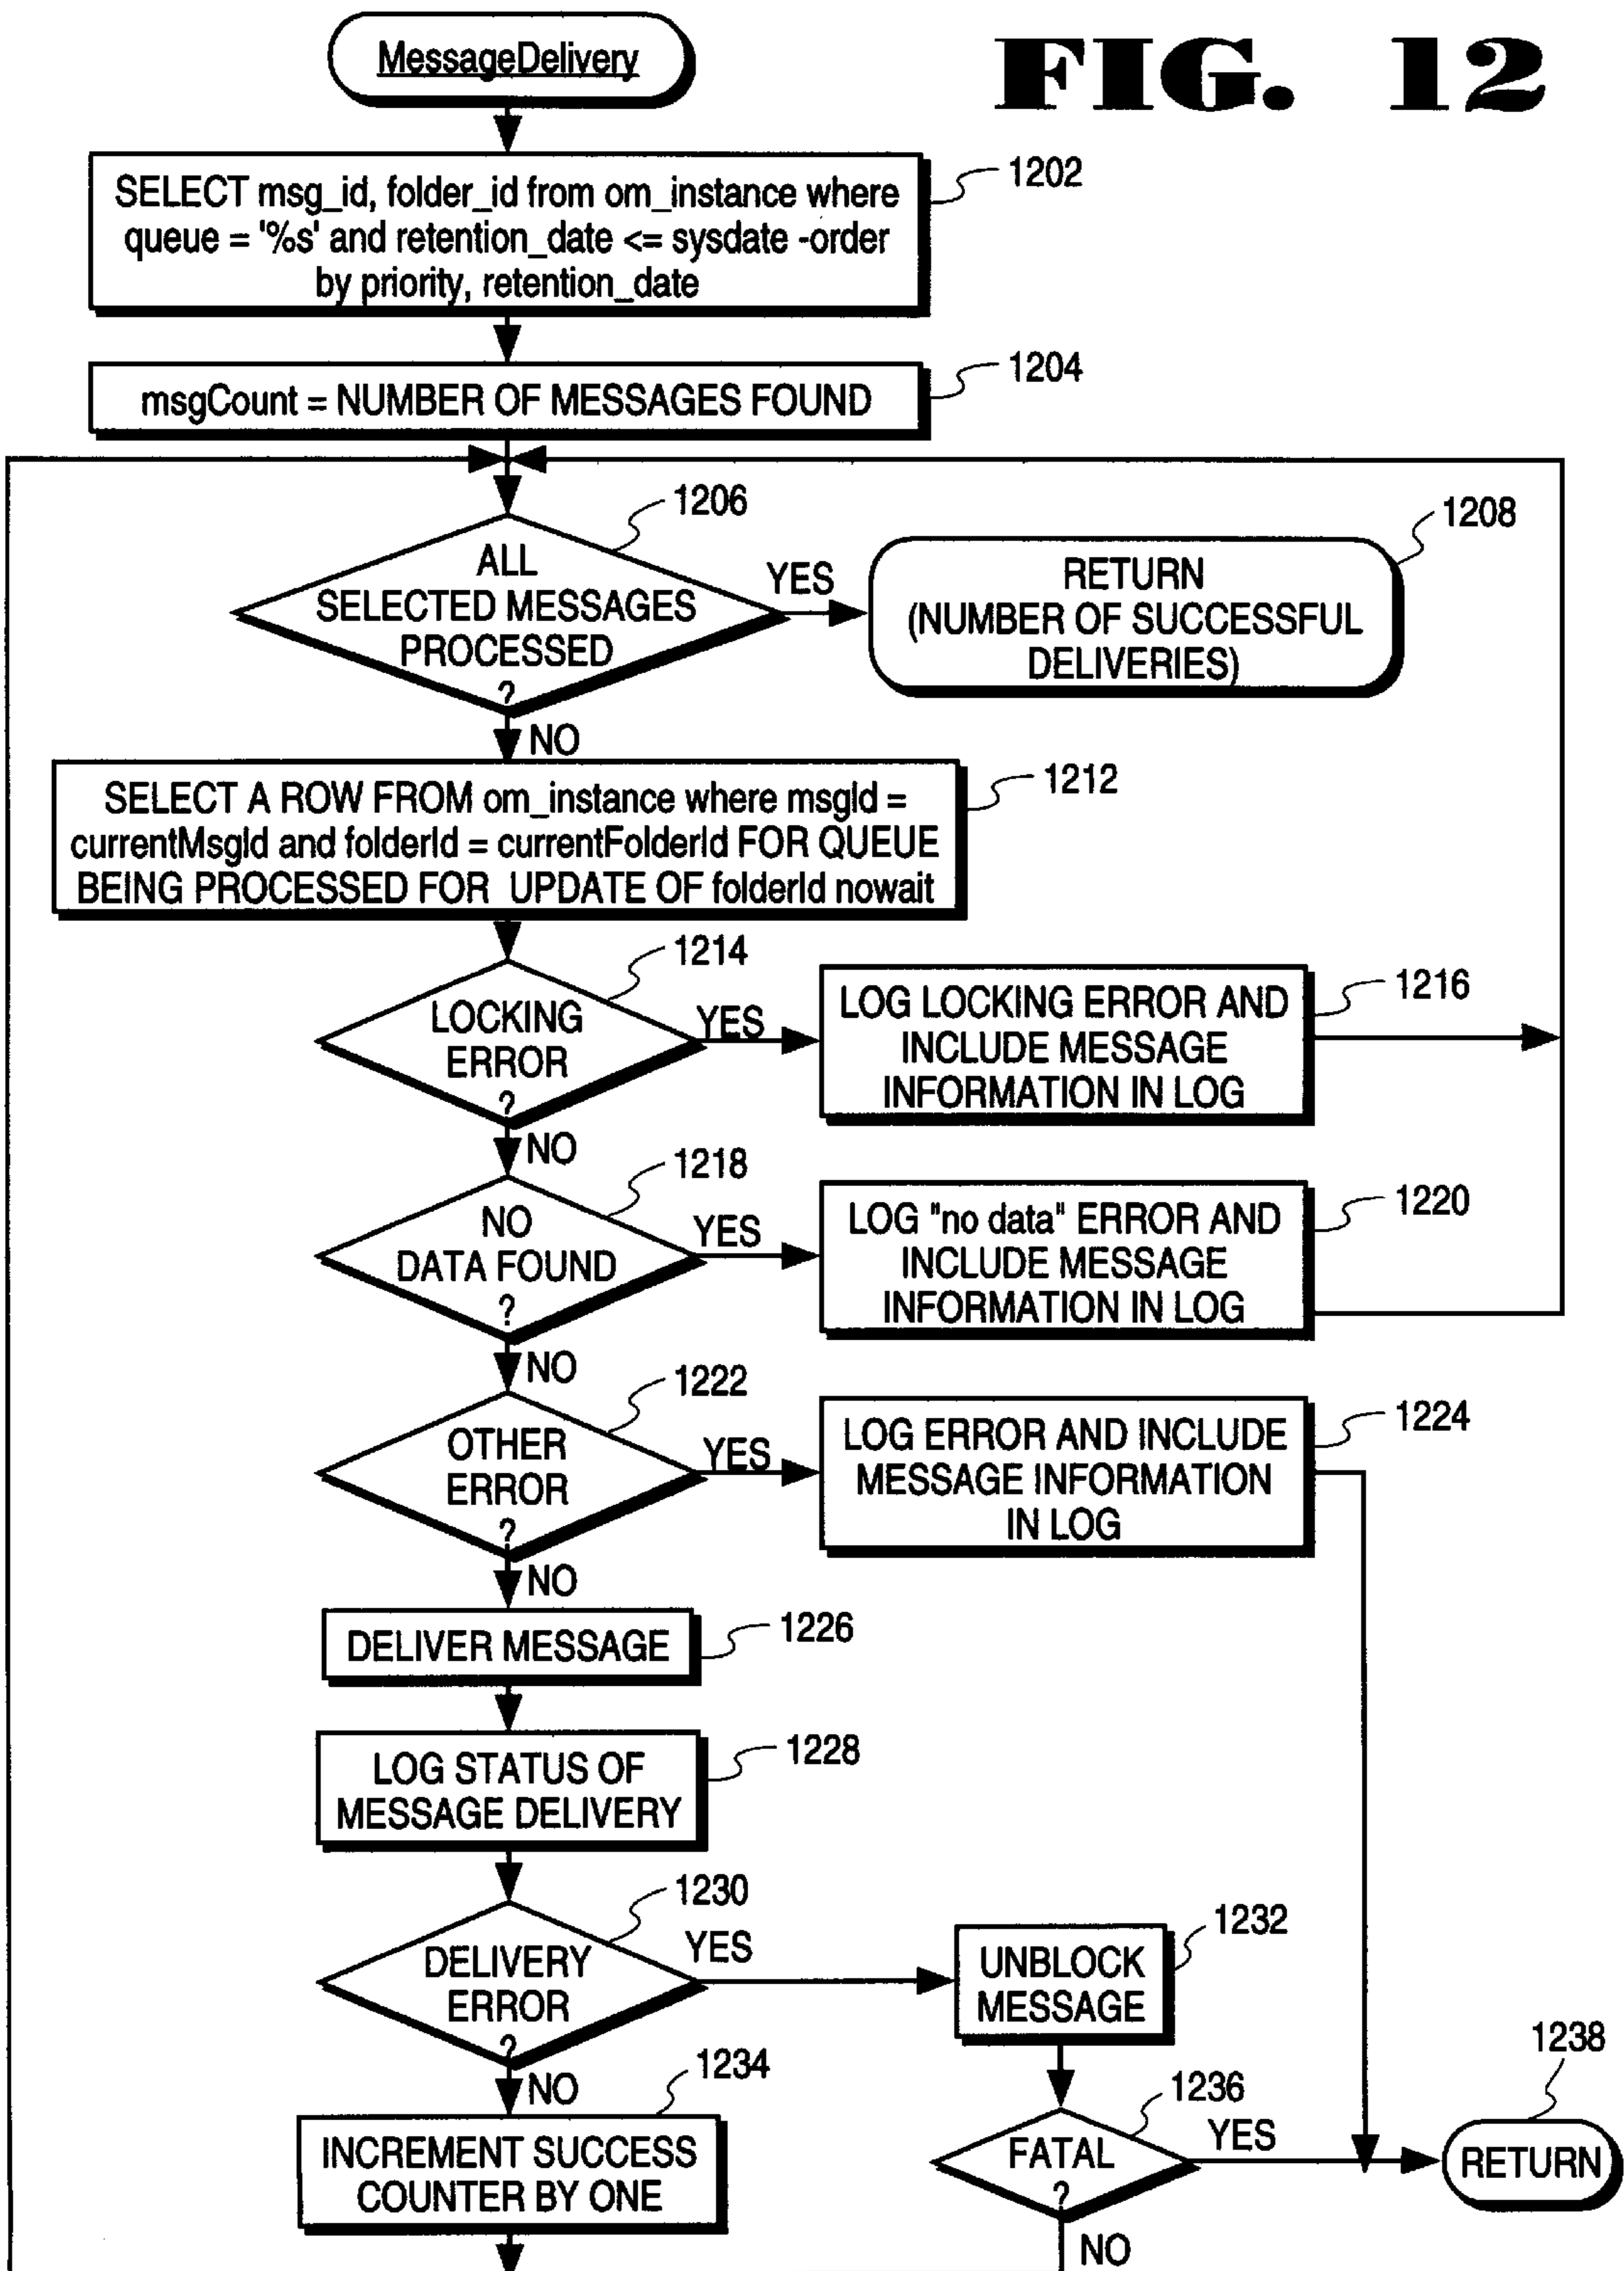 MessageDelivery
FIG. 12
SELECT msg_id, folder_id from om_instance where
queue = '%s' and retention_date <= sysdate -order
by priority, retention_date
1202
msgCount = NUMBER OF MESSAGES FOUND
1204
1206
ALL
SELECTED MESSAGES
PROCESSED
?
YES
1208
RETURN
(NUMBER OF SUCCESSFUL
DELIVERIES)
NO
SELECT A ROW FROM om_instance where msgId =
currentMsgId and folderId = currentFolderId FOR QUEUE
BEING PROCESSED FOR UPDATE OF folderId nowait
1212
1214
LOCKING
ERROR
?
YES
LOG LOCKING ERROR AND
INCLUDE MESSAGE
INFORMATION IN LOG
1216
NO
1218
NO
DATA FOUND
?
YES
LOG "no data" ERROR AND
INCLUDE MESSAGE
INFORMATION IN LOG
1220
NO
1222
OTHER
ERROR
?
YES
LOG ERROR AND INCLUDE
MESSAGE INFORMATION
IN LOG
1224
NO
DELIVER MESSAGE
1226
LOG STATUS OF
MESSAGE DELIVERY
1228
1230
DELIVERY
ERROR
?
YES
UNBLOCK
MESSAGE
1232
NO
1234
INCREMENT SUCCESS
COUNTER BY ONE
1236
FATAL
?
YES
1238
RETURN
NO